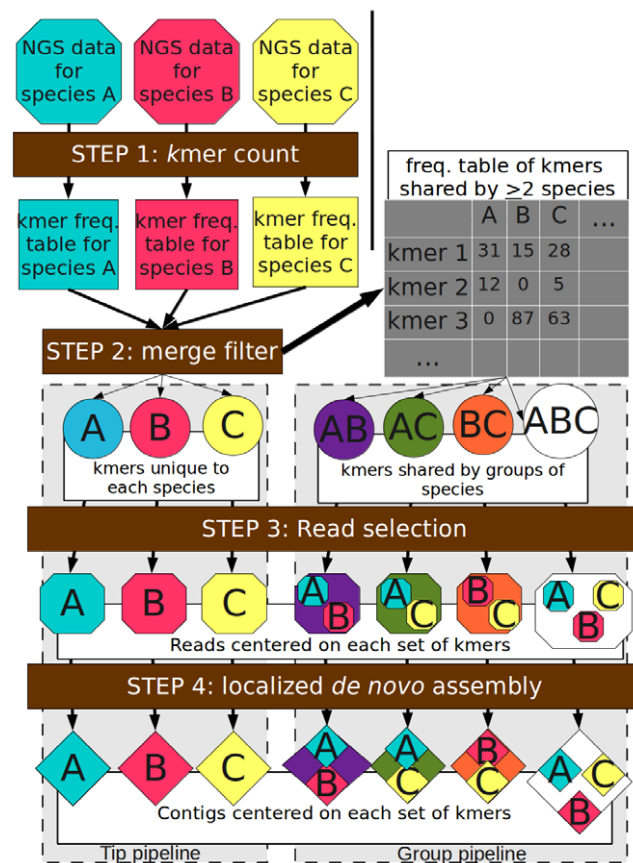 NGS data
for
species A
NGS data
for
species B
NGS data
for
species C
STEP 1: kmer count
kmer freq.
table for
species A
kmer freq.
table for
species B
kmer freq.
table for
species C
freq. table of kmers
shared by ≥2 species
A B C ...
kmer 1 31 15 28
kmer 2 12 0 5
kmer 3 0 87 63
...
STEP 2: merge filter
A B C
kmers unique to
each species
AB AC BC ABC
kmers shared by groups of
species
STEP 3: Read selection
A B C A B A C B C A B C
Reads centered on each set of kmers
STEP 4: localized de novo assembly
A B C A B A C B C A B C
Contigs centered on each set of kmers
Tip pipeline
Group pipeline